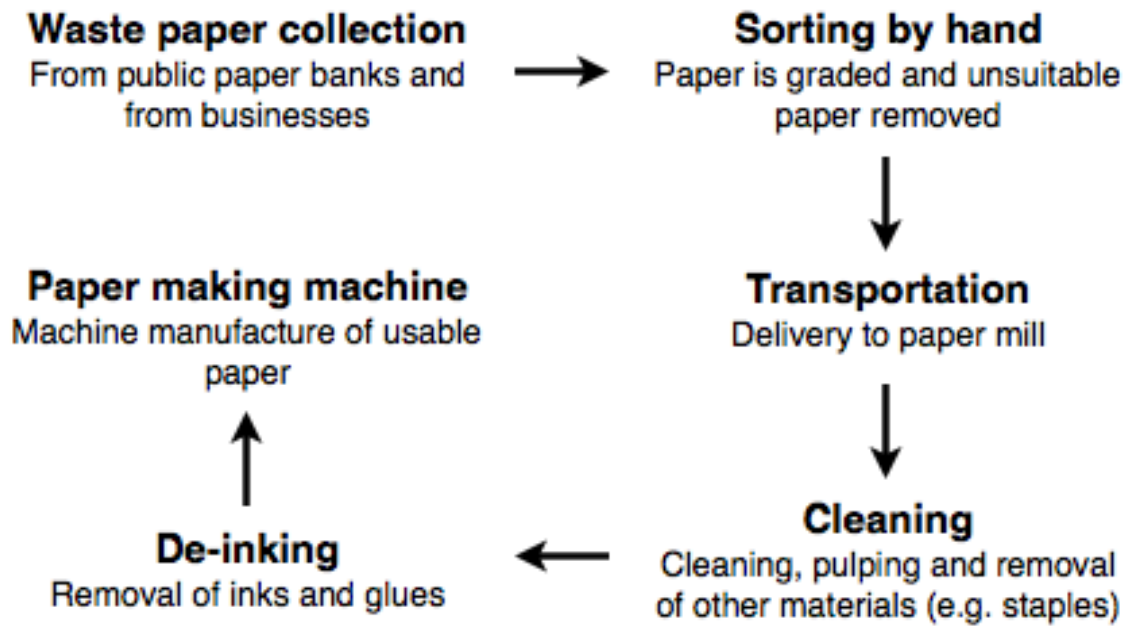 Waste paper collection
From public paper banks and
from businesses
Sorting by hand
Paper is graded and unsuitable
paper removed
Transportation
Delivery to paper mill
Cleaning
Cleaning, pulping and removal
of other materials (e.g. staples)
De-inking
Removal of inks and glues
Paper making machine
Machine manufacture of usable
paper